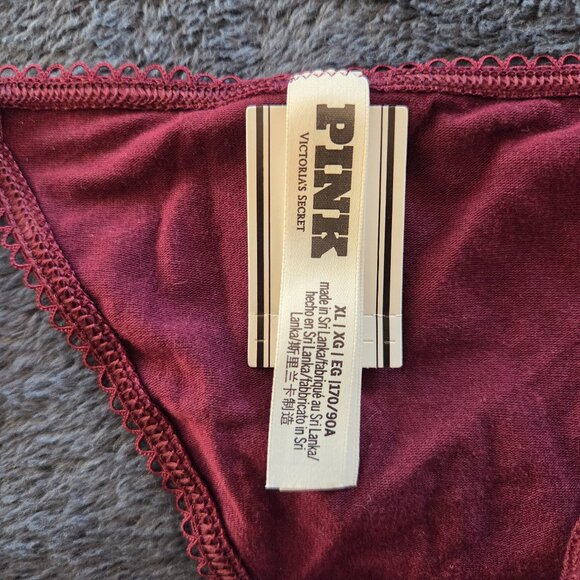 PINK
VICTORIA'S SECRET
XL | XG | EG | 170/90A
made in Sri Lanka/fabriqué au Sri Lanka/
hecho en Sri Lanka/fabbricato in Sri
Lanka/斯里兰卡制造